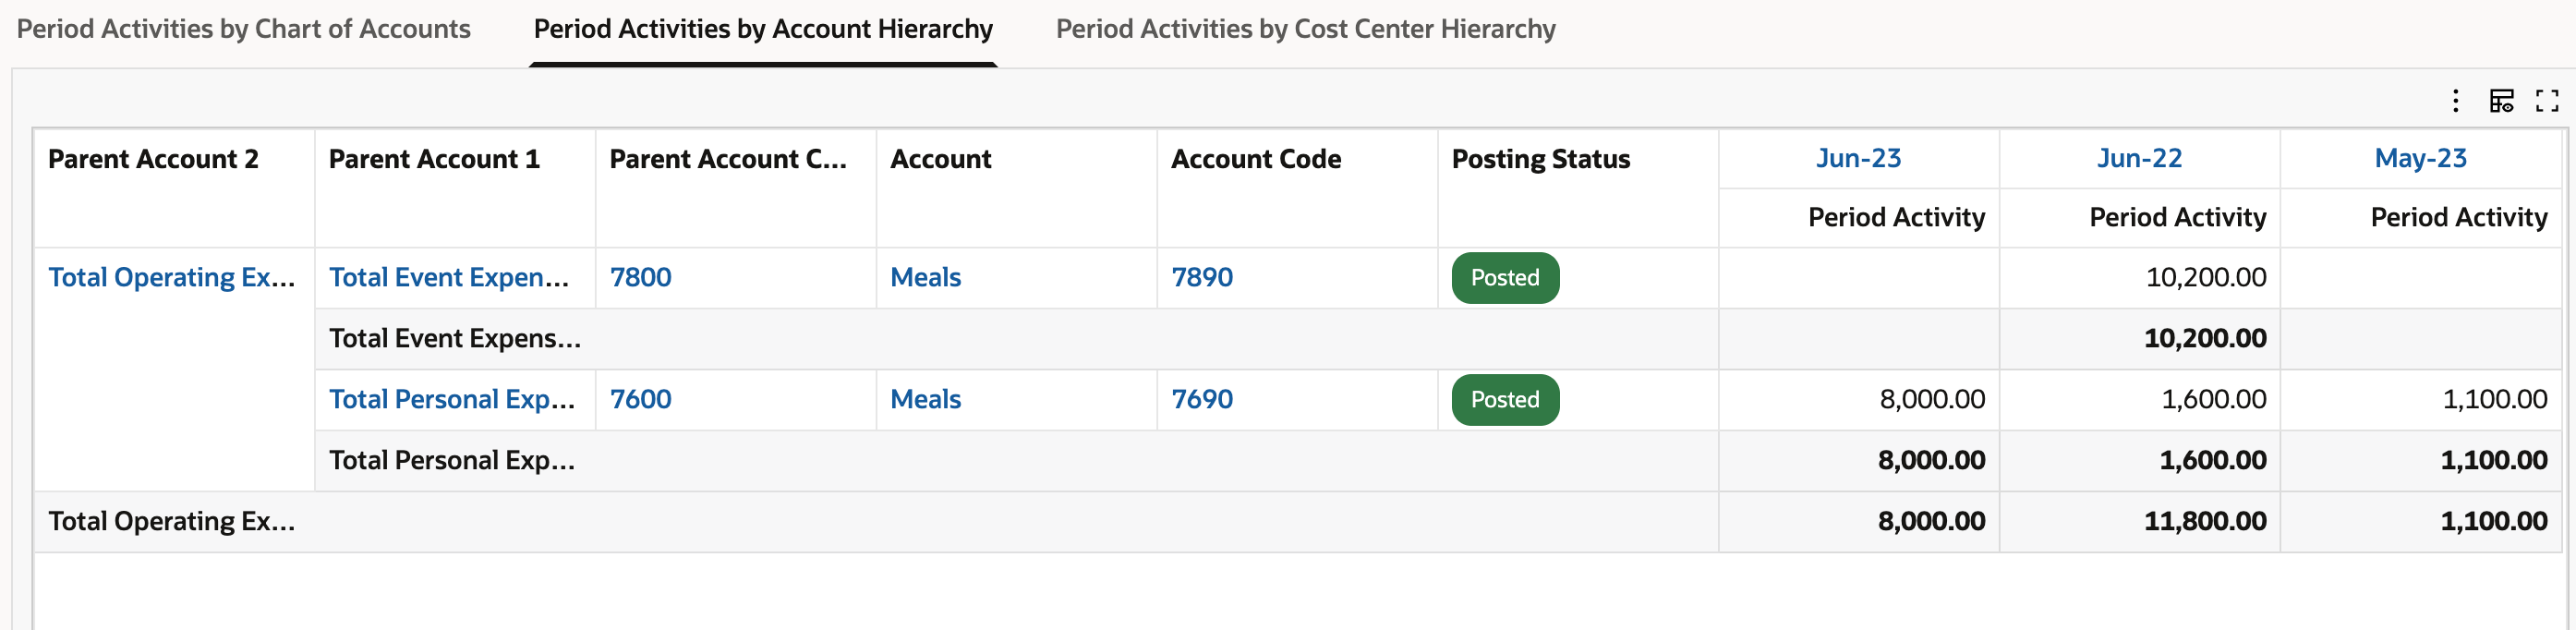 Period Activities by Chart of Accounts Period Activities by Account Hierarchy Period Activities by Cost Center Hierarchy
Parent Account 2 Parent Account 1 Parent Account C... Account Account Code Posting Status Jun-23 Jun-22 May-23
Period Activity Period Activity Period Activity
Total Operating Ex... Total Event Expen... 7800 Meals 7890 Posted 10,200.00
Total Event Expens... 10,200.00
Total Personal Exp... 7600 Meals 7690 Posted 8,000.00 1,600.00 1,100.00
Total Personal Exp... 8,000.00 1,600.00 1,100.00
Total Operating Ex... 8,000.00 11,800.00 1,100.00